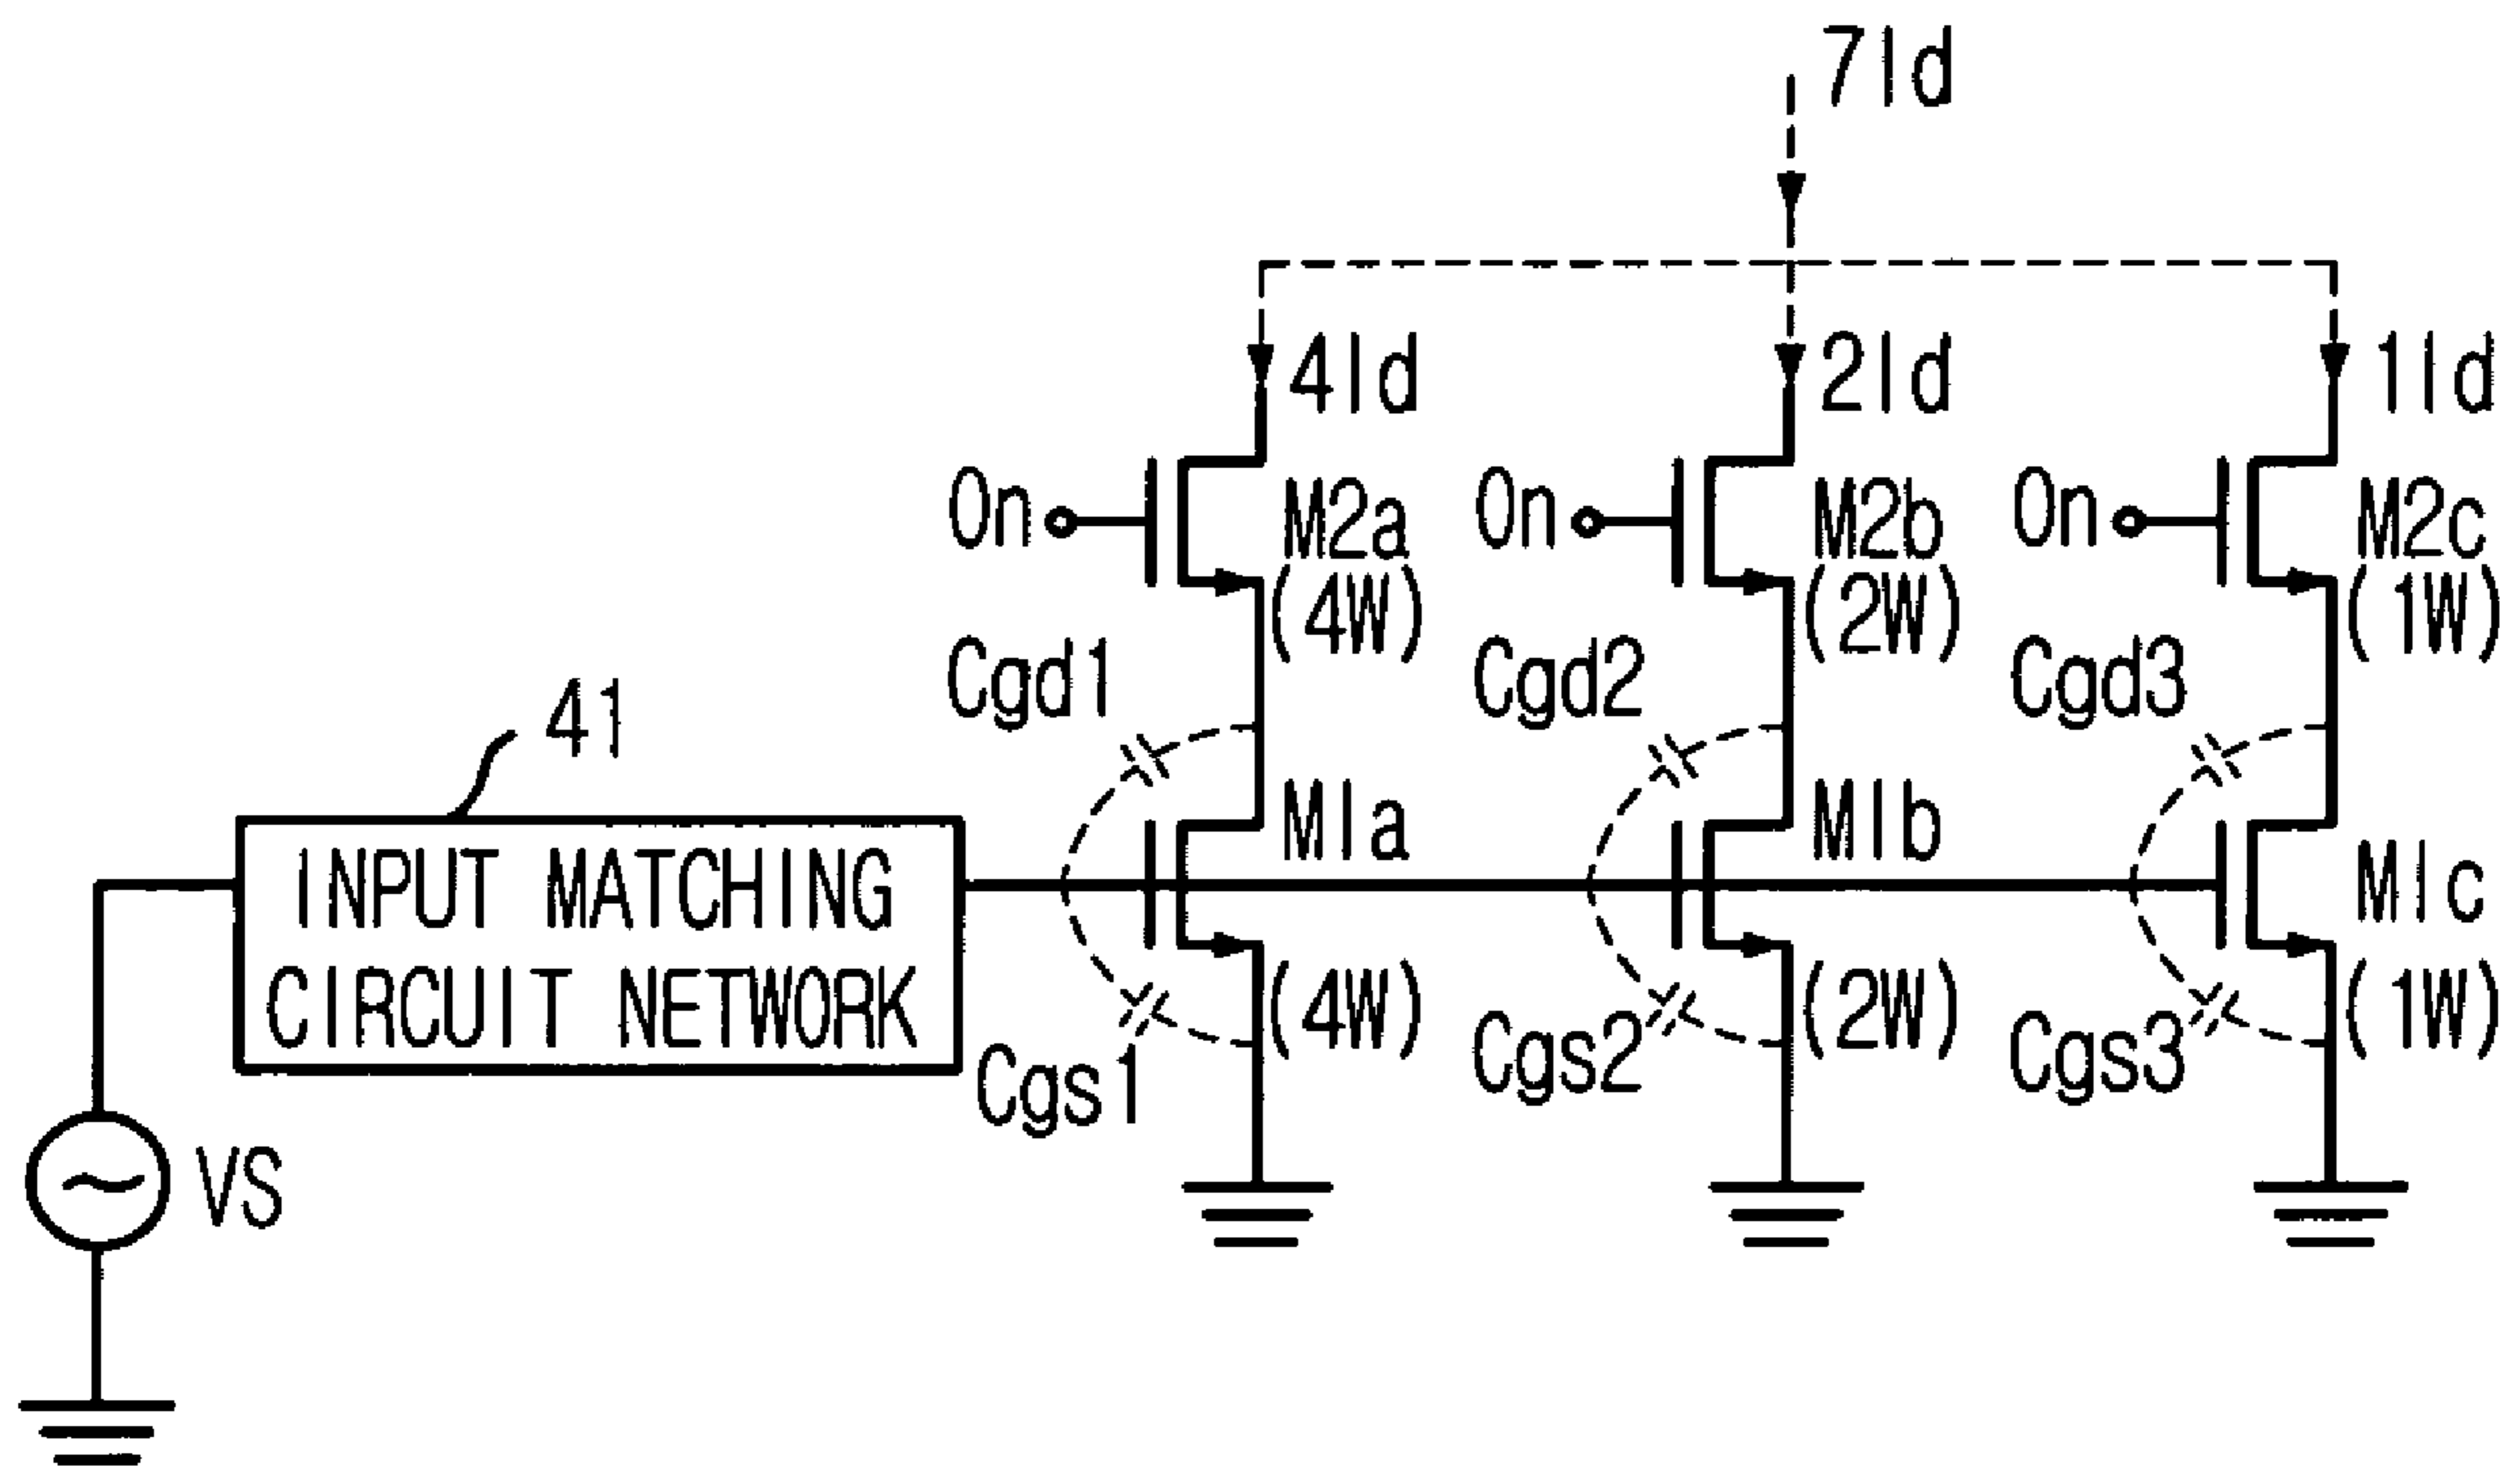 7Id
4Id
2Id
1Id
On
M2a
(4W)
On
M2b
(2W)
On
M2c
(1W)
Cgd1
Cgd2
Cgd3
41
M1a
M1b
M1c
INPUT MATCHING
CIRCUIT NETWORK
(4W)
(2W)
(1W)
Cgs1
Cgs2
Cgs3
VS